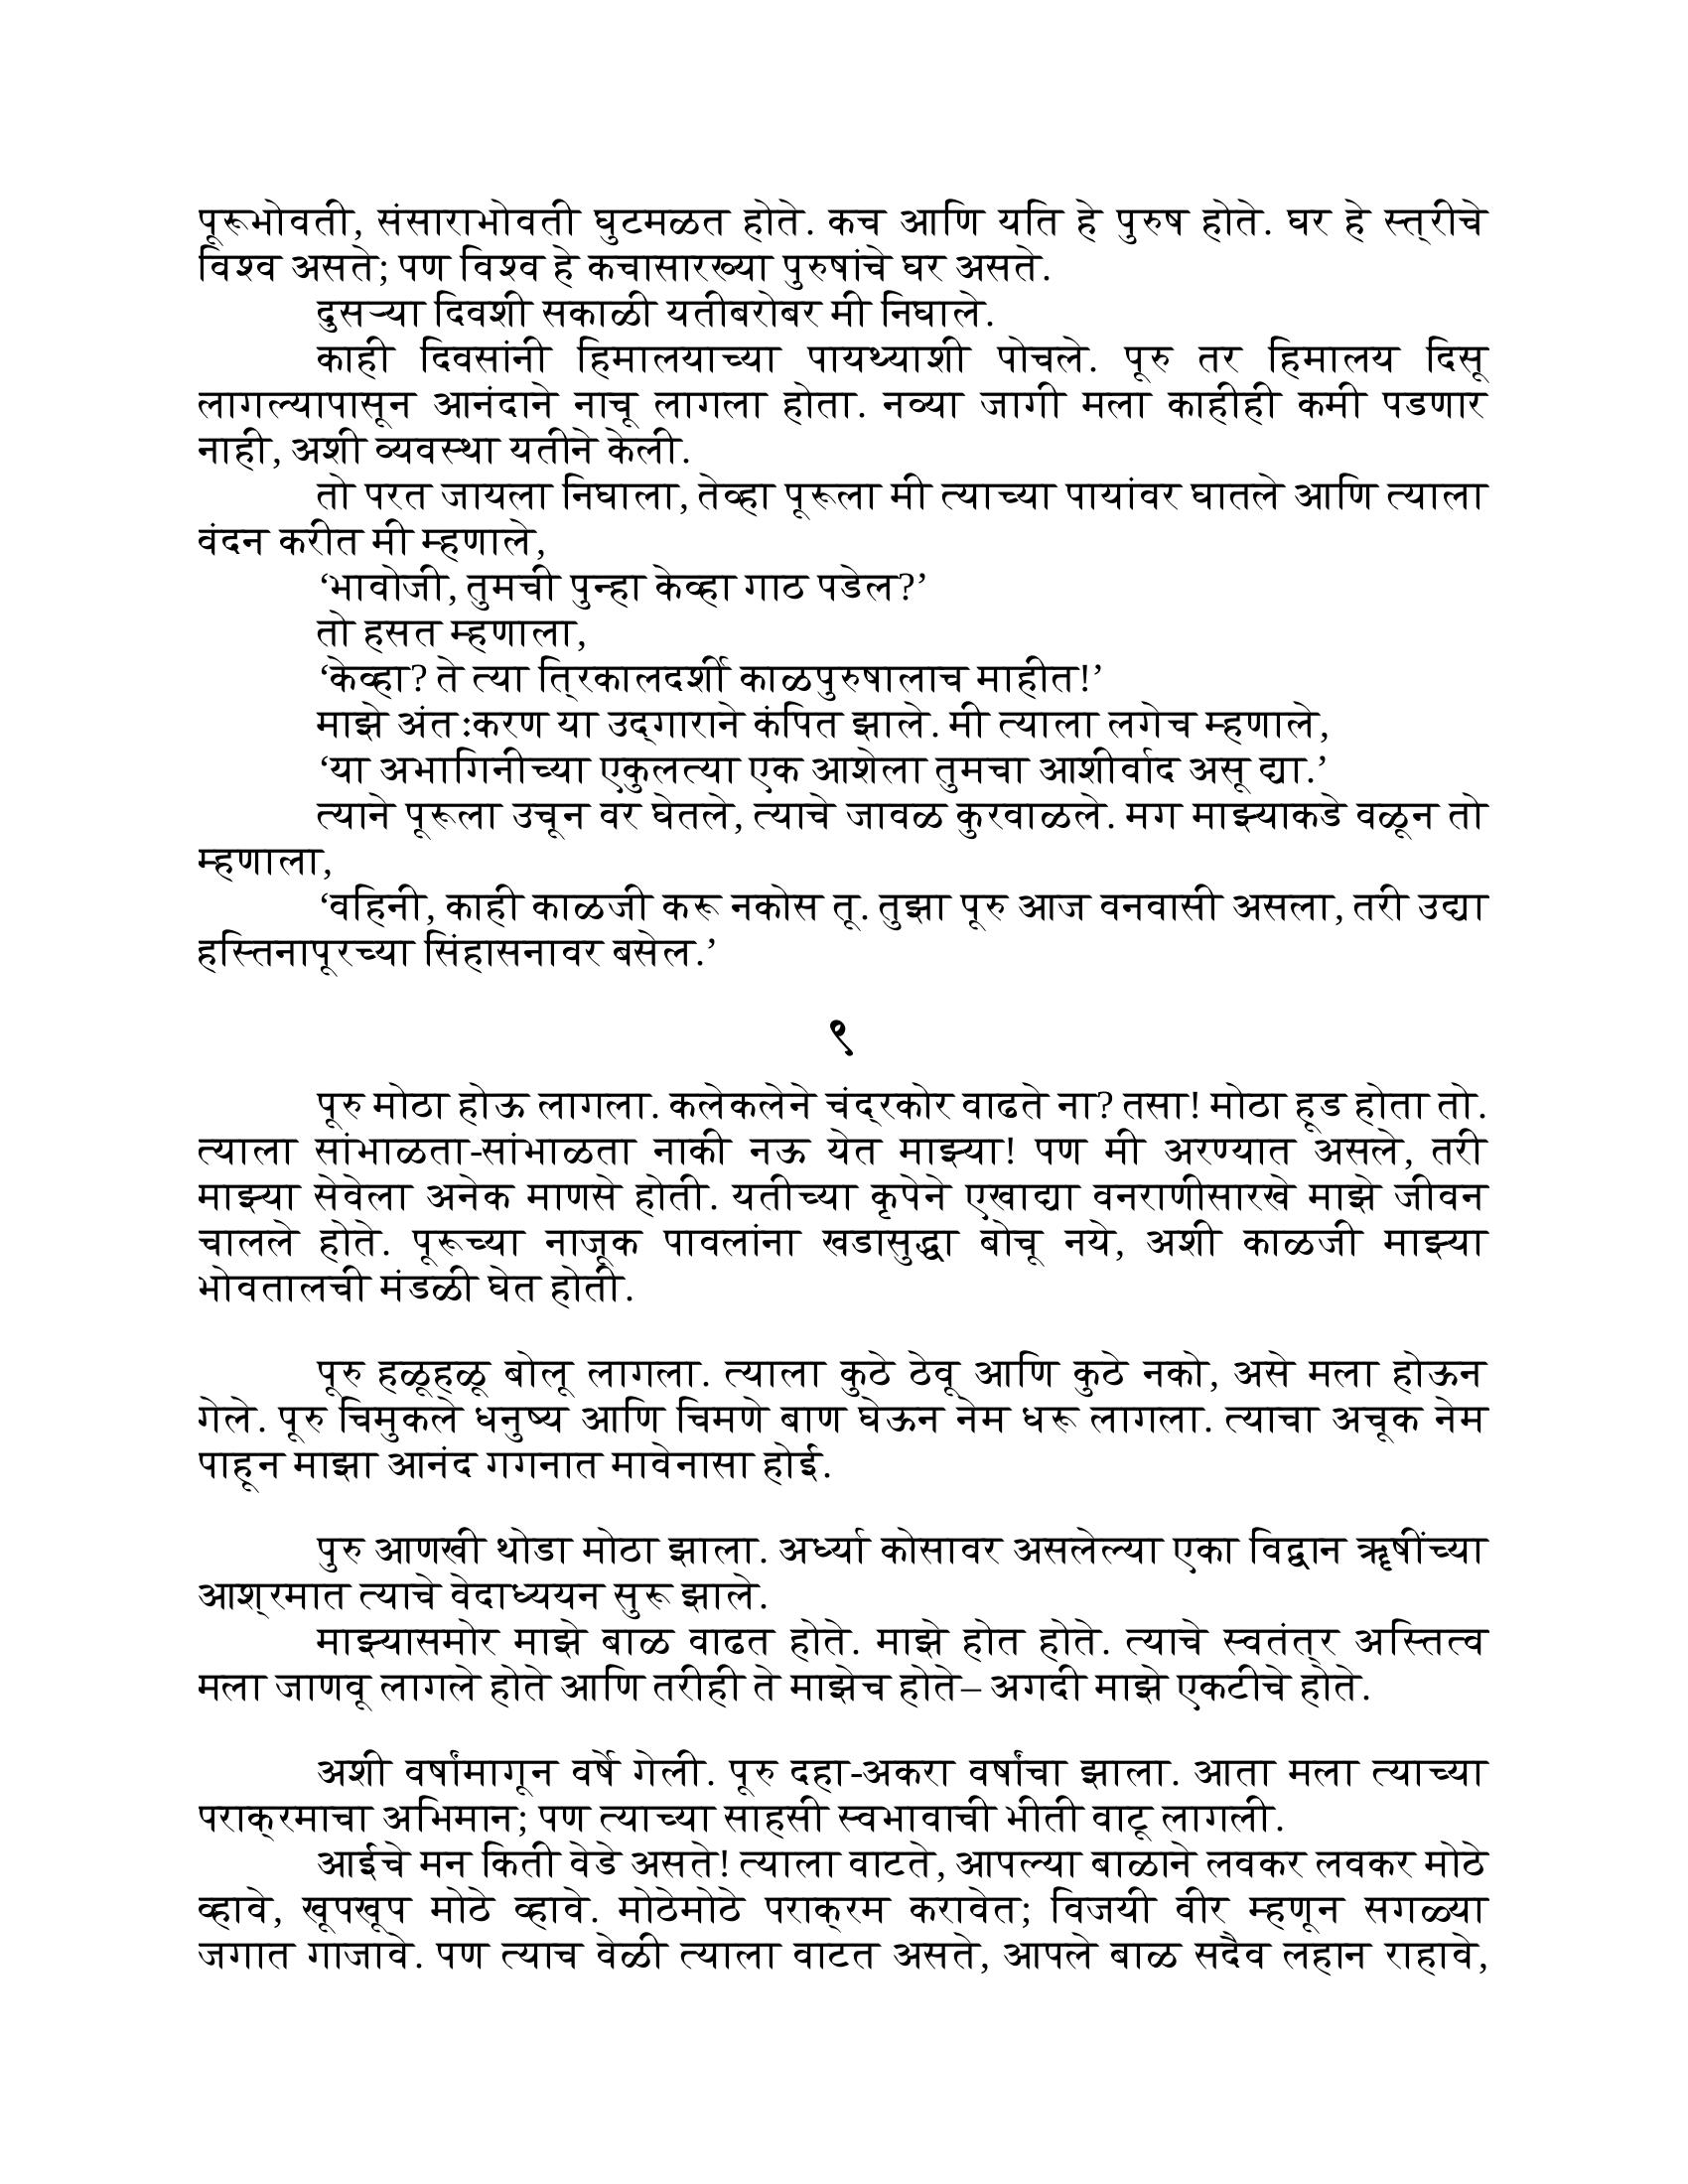 पूरूभोवती, संसाराभोवती घुटमळत होते. कच आणि यति हे पुरुष होते. घर हे स्त्रीचे
विश्व असते; पण विश्व हे कचासारख्या पुरुषांचे घर असते.
दुसऱ्या दिवशी सकाळी यतीबरोबर मी निघाले.
काही दिवसांनी हिमालयाच्या पायथ्याशी पोचले. पूरु तर हिमालय दिसू
लागल्यापासून आनंदाने नाचू लागला होता. नव्या जागी मला काहीही कमी पडणार
नाही, अशी व्यवस्था यतीने केली.
तो परत जायला निघाला, तेव्हा पूरूला मी त्याच्या पायांवर घातले आणि त्याला
वंदन करीत मी म्हणाले,
‘भावोजी, तुमची पुन्हा केव्हा गाठ पडेल?’
तो हसत म्हणाला,
‘केव्हा? ते त्या त्रिकालदर्शी काळपुरुषालाच माहीत!’
माझे अंतःकरण या उद्‌गाराने कंपित झाले. मी त्याला लगेच म्हणाले,
‘या अभागिनीच्या एकुलत्या एक आशेला तुमचा आशीर्वाद असू द्या.’
त्याने पूरूला उचून वर घेतले, त्याचे जावळ कुरवाळले. मग माझ्याकडे वळून तो
म्हणाला,
‘वहिनी, काही काळजी करू नकोस तू. तुझा पूरु आज वनवासी असला, तरी उद्या
हस्तिनापूरच्या सिंहासनावर बसेल.’
९
पूरु मोठा होऊ लागला. कलेकलेने चंद्रकोर वाढते ना? तसा! मोठा हूड होता तो.
त्याला सांभाळता-सांभाळता नाकी नऊ येत माझ्या! पण मी अरण्यात असले, तरी
माझ्या सेवेला अनेक माणसे होती. यतीच्या कृपेने एखाद्या वनराणीसारखे माझे जीवन
चालले होते. पूरूच्या नाजूक पावलांना खडासुद्धा बोचू नये, अशी काळजी माझ्या
भोवतालची मंडळी घेत होती.
पूरु हळूहळू बोलू लागला. त्याला कुठे ठेवू आणि कुठे नको, असे मला होऊन
गेले. पूरु चिमुकले धनुष्य आणि चिमणे बाण घेऊन नेम धरू लागला. त्याचा अचूक नेम
पाहून माझा आनंद गगनात मावेनासा होई.
पुरु आणखी थोडा मोठा झाला. अर्ध्या कोसावर असलेल्या एका विद्वान ॠषींच्या
आश्रमात त्याचे वेदाध्ययन सुरू झाले.
माझ्यासमोर माझे बाळ वाढत होते. माझे होत होते. त्याचे स्वतंत्र अस्तित्व
मला जाणवू लागले होते आणि तरीही ते माझेच होते– अगदी माझे एकटीचे होते.
अशी वर्षांमागून वर्षे गेली. पूरु दहा-अकरा वर्षांचा झाला. आता मला त्याच्या
पराक्रमाचा अभिमान; पण त्याच्या साहसी स्वभावाची भीती वाटू लागली.
आईचे मन किती वेडे असते! त्याला वाटते, आपल्या बाळाने लवकर लवकर मोठे
व्हावे, खूपखूप मोठे व्हावे. मोठेमोठे पराक्रम करावेत; विजयी वीर म्हणून सगळ्या
जगात गाजावे. पण त्याच वेळी त्याला वाटत असते, आपले बाळ सदैव लहान राहावे,